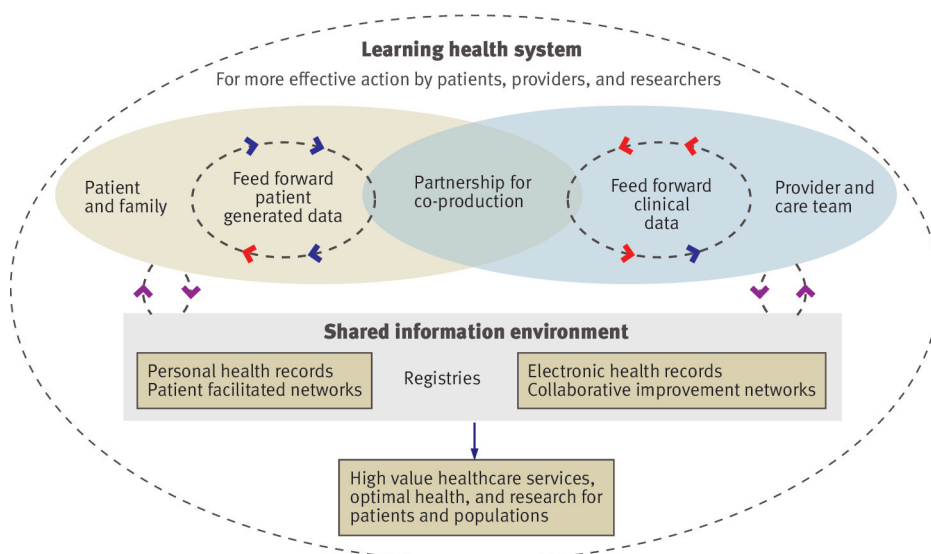 Learning health system
For more effective action by patients, providers, and researchers
Patient
and family
Feed forward
patient
generated data
Partnership for
co-production
Feed forward
clinical
data
Provider and
care team
Shared information environment
Personal health records
Patient facilitated networks
Registries
Electronic health records
Collaborative improvement networks
High value healthcare services,
optimal health, and research for
patients and populations